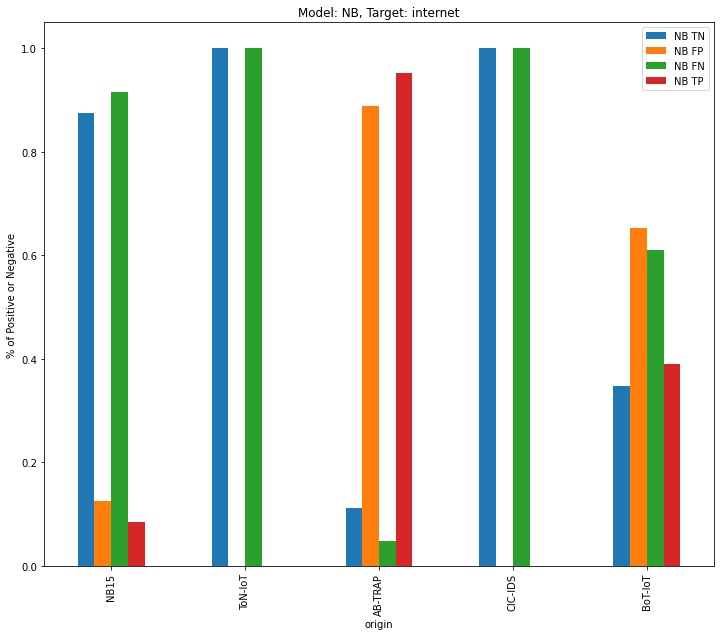 Model: NB, Target: internet
NB TN
NB FP
NB FN
NB TP
% of Positive or Negative
1.0
0.8
0.6
0.4
0.2
0.0
NB15
ToN-IoT
AB-TRAP
CIC-IDS
BoT-IoT
origin